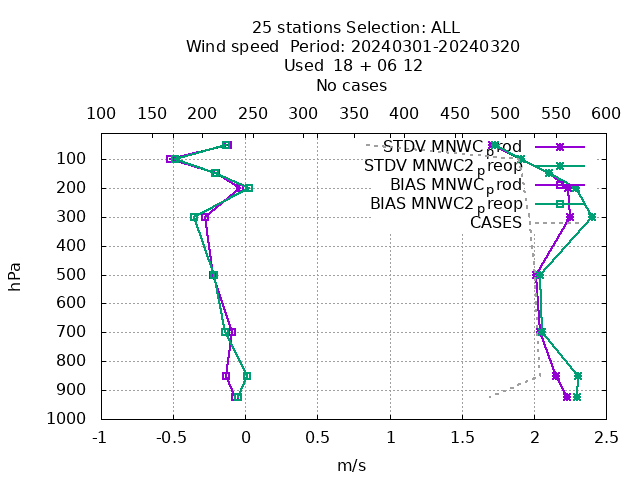 25 stations Selection: ALL
Wind speed  Period: 20240301-20240320
Used  18 + 06 12
No cases
100 150 200 250 300 350 400 450 500 550 600
STDV MNWC_prod
100
STDV MNWC2_preop
BIAS MNWC_prod
200
BIAS MNWC2_preop
300
CASES
400
500
600
700
800
900
1000
hPa
-1 -0.5 0 0.5 1 1.5 2 2.5
m/s